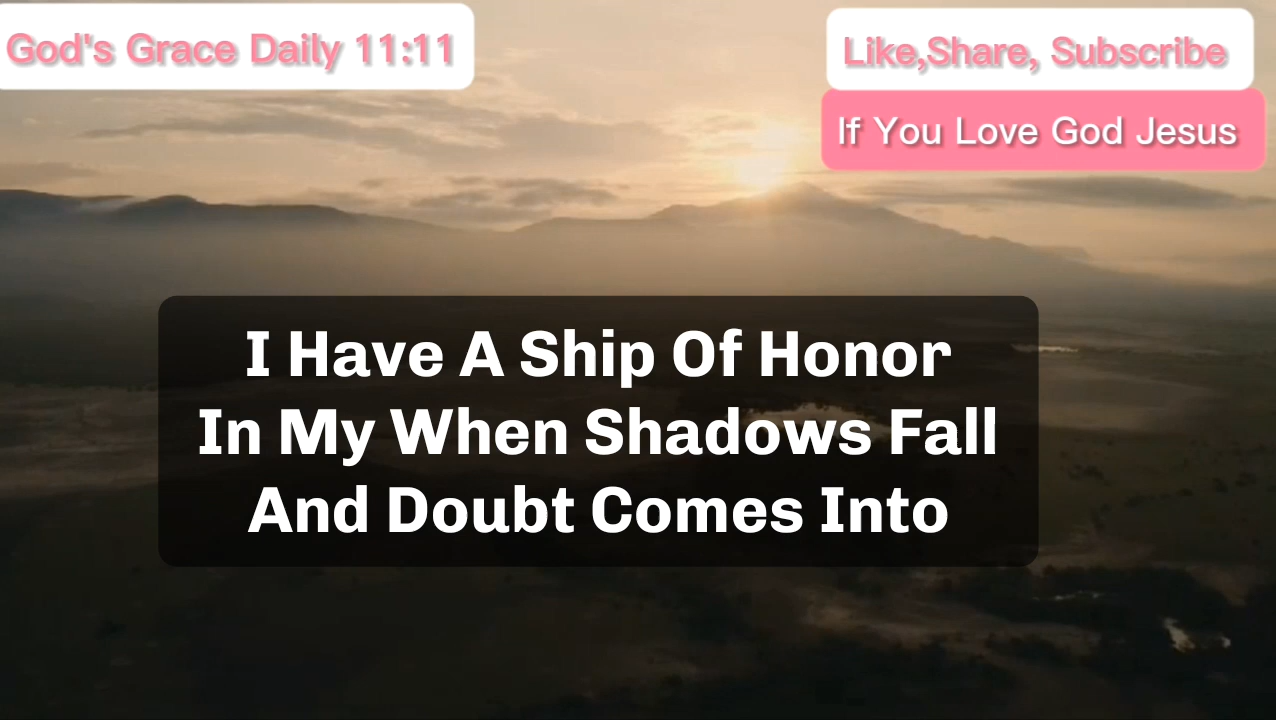 God's Grace Daily 11:11
Like,Share, Subscribe
If You Love God Jesus
I Have A Ship Of Honor
In My When Shadows Fall
And Doubt Comes Into